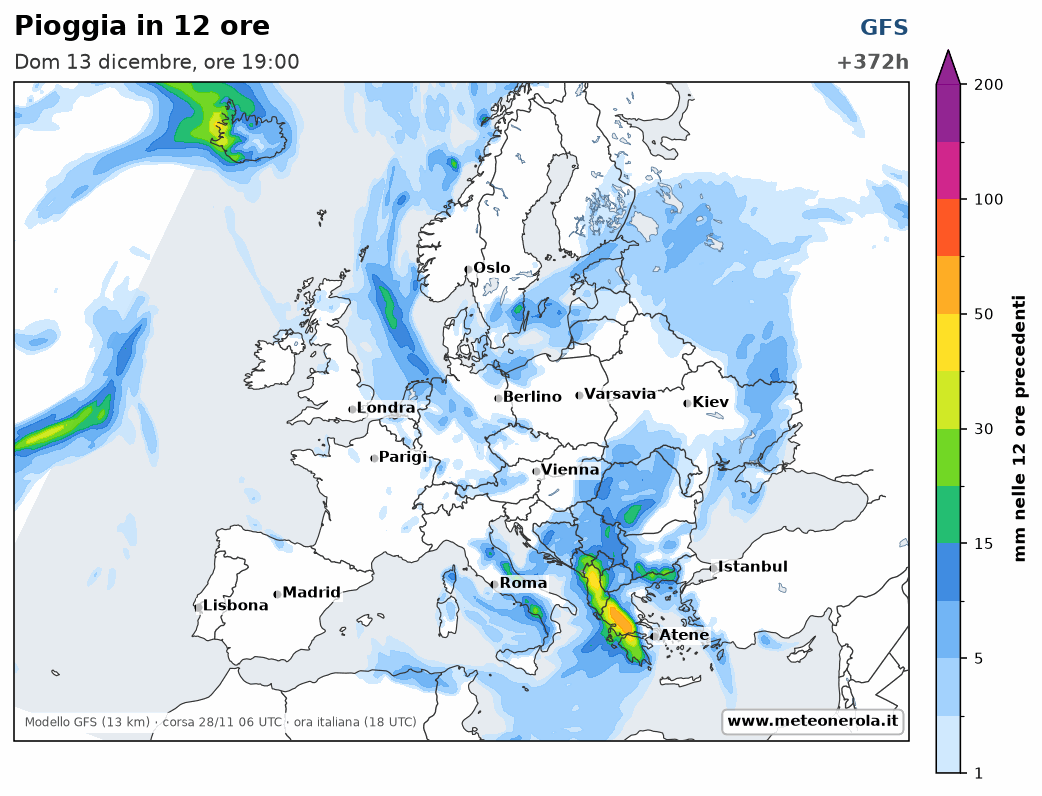 Pioggia in 12 ore
GFS
Dom 13 dicembre, ore 19:00
+372h
200
100
50
30
15
5
1
mm nelle 12 ore precedenti
Oslo
Londra
Berlino
Varsavia
Kiev
Parigi
Vienna
Roma
Istanbul
Madrid
Lisbona
Atene
Modello GFS (13 km) · corsa 28/11 06 UTC · ora italiana (18 UTC)
www.meteonerola.it